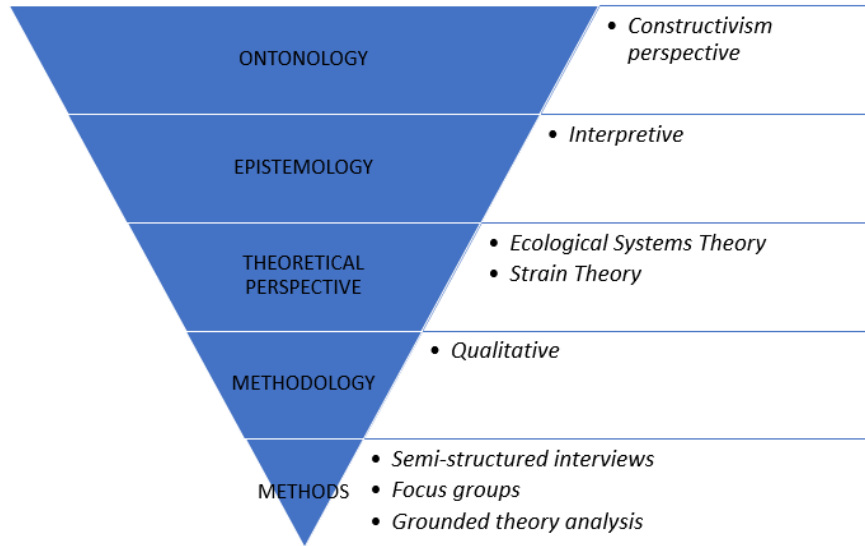 ONTONOLOGY
• Constructivism
perspective
EPISTEMOLOGY
• Interpretive
THEORETICAL
PERSPECTIVE
• Ecological Systems Theory
• Strain Theory
METHODOLOGY
• Qualitative
METHODS
• Semi-structured interviews
• Focus groups
• Grounded theory analysis